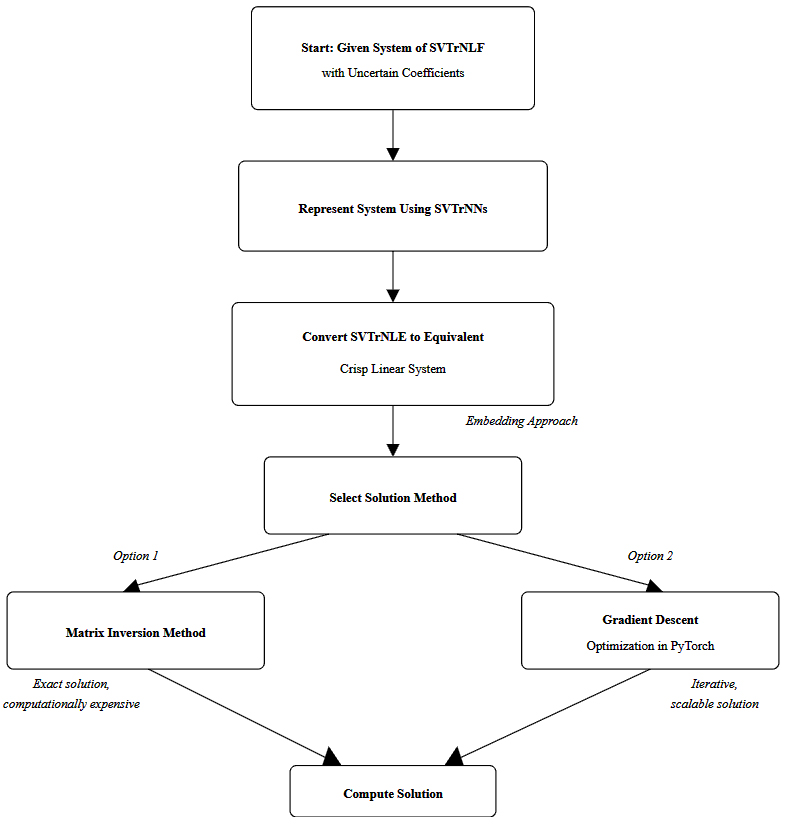 Start: Given System of SVTrNLF
with Uncertain Coefficients
Represent System Using SVTrNNs
Convert SVTrNLE to Equivalent
Crisp Linear System
Embedding Approach
Select Solution Method
Option 1
Option 2
Matrix Inversion Method
Gradient Descent
Optimization in PyTorch
Exact solution,
computationally expensive
Iterative,
scalable solution
Compute Solution